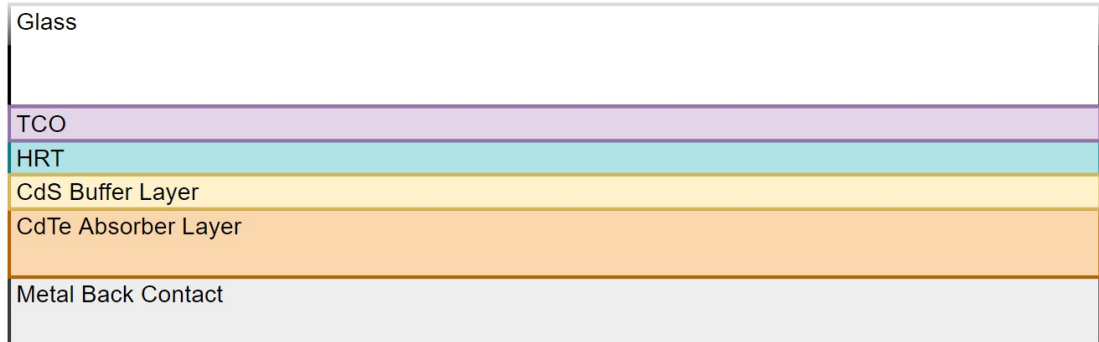 Glass
TCO
HRT
CdS Buffer Layer
CdTe Absorber Layer
Metal Back Contact